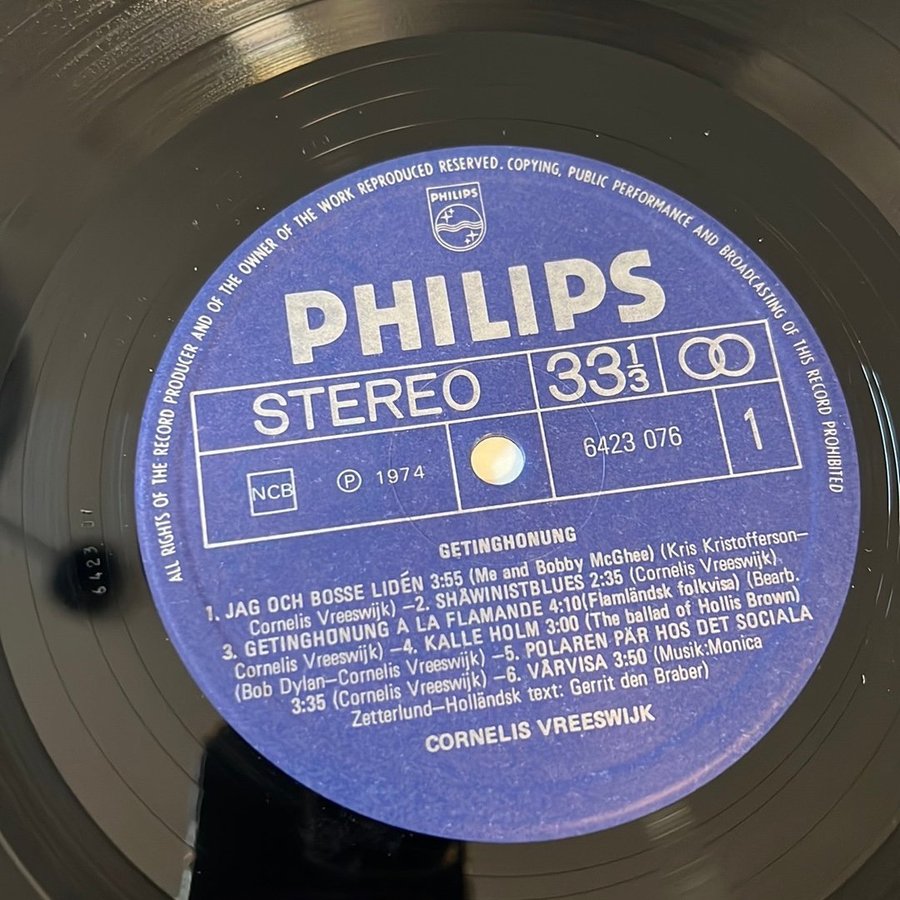 ALL RIGHTS OF THE RECORD PRODUCER AND OF THE OWNER OF THE WORK REPRODUCED RESERVED. COPYING, PUBLIC PERFORMANCE AND BROADCASTING OF THIS RECORD PROHIBITED
PHILIPS
PHILIPS
STEREO 33 1/3
NCB ℗ 1974 6423 076 1
GETINGHONUNG
1. JAG OCH BOSSE LIDÉN 3:55 (Me and Bobby McGhee) (Kris Kristofferson–
Cornelis Vreeswijk) –2. SHÅWINISTBLUES 2:35 (Cornelis Vreeswijk)
3. GETINGHONUNG Á LA FLAMANDE 4:10(Flamländsk folkvisa) (Bearb.
Cornelis Vreeswijk) –4. KALLE HOLM 3:00 (The ballad of Hollis Brown)
(Bob Dylan–Cornelis Vreeswijk) –5. POLAREN PÄR HOS DET SOCIALA
3:35 (Cornelis Vreeswijk) –6. VÅRVISA 3:50 (Musik:Monica
Zetterlund–Holländsk text: Gerrit den Braber)
CORNELIS VREESWIJK
6423